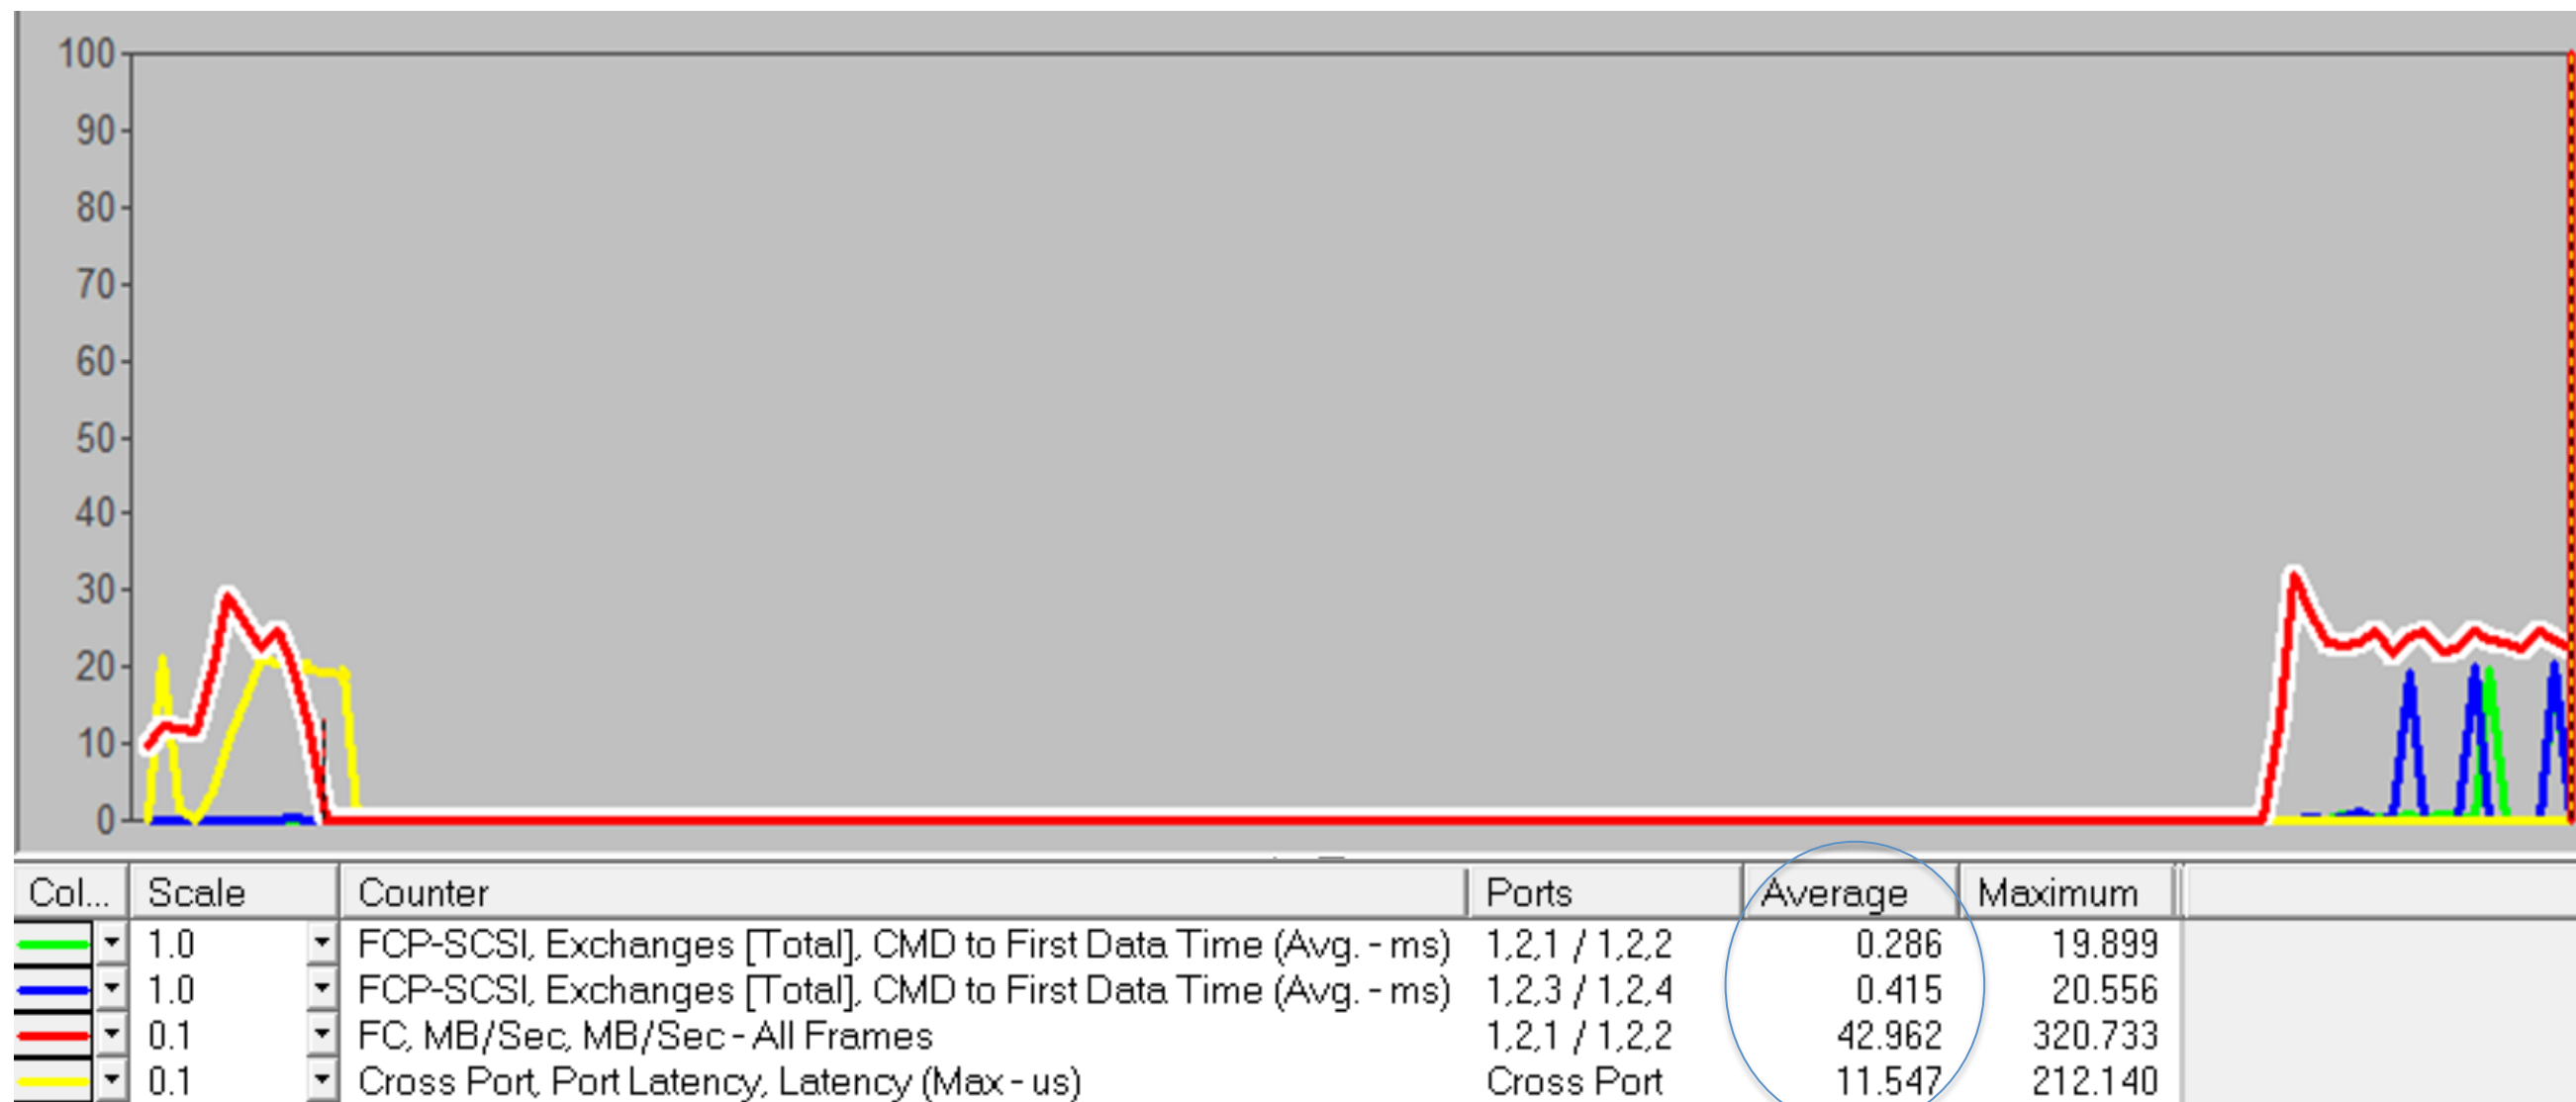 100
90
80
70
60
50
40
30
20
10
0
Col... Scale Counter Ports Average Maximum
1.0 FCP-SCSI, Exchanges [Total], CMD to First Data Time (Avg. - ms) 1,2,1 / 1,2,2 0.286 19.899
1.0 FCP-SCSI, Exchanges [Total], CMD to First Data Time (Avg. - ms) 1,2,3 / 1,2,4 0.415 20.556
0.1 FC, MB/Sec, MB/Sec - All Frames 1,2,1 / 1,2,2 42.962 320.733
0.1 Cross Port, Port Latency, Latency (Max - us) Cross Port 11.547 212.140